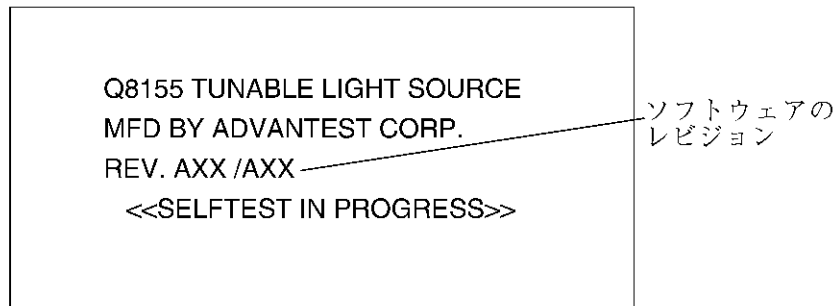 Q8155 TUNABLE LIGHT SOURCE
MFD BY ADVANTEST CORP.
REV. AXX /AXX
<<SELFTEST IN PROGRESS>>
ソフトウェアの
レビジョン